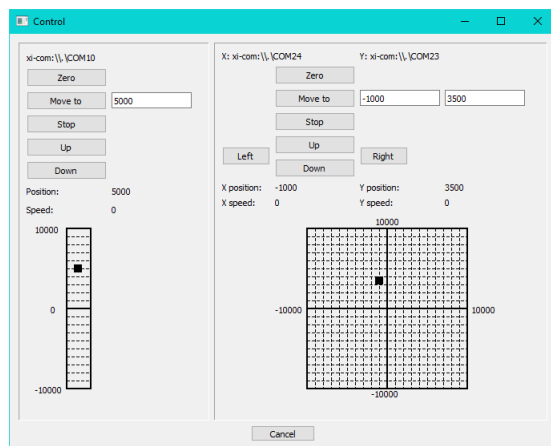 Control
xi-com:\\.\COM10
Zero
Move to 5000
Stop
Up
Down
Position: 5000
Speed: 0
10000
0
-10000
X: xi-com:\\.\COM24 Y: xi-com:\\.\COM23
Zero
Move to -1000 3500
Stop
Up
Left Right
Down
X position: -1000 Y position: 3500
X speed: 0 Y speed: 0
10000
-10000 10000
-10000
Cancel